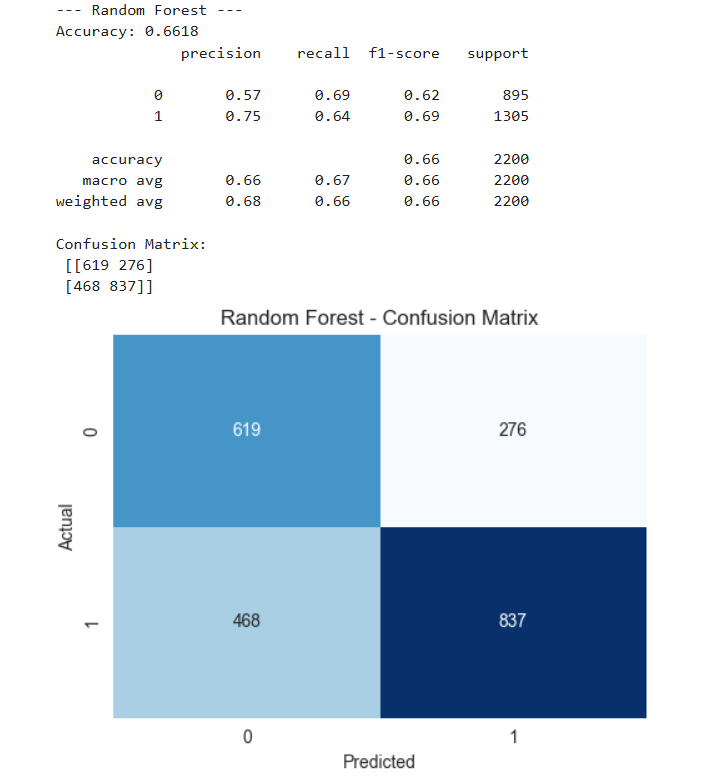 --- Random Forest ---
Accuracy: 0.6618
precision recall f1-score support
0 0.57 0.69 0.62 895
1 0.75 0.64 0.69 1305
accuracy 0.66 2200
macro avg 0.66 0.67 0.66 2200
weighted avg 0.68 0.66 0.66 2200
Confusion Matrix:
[[619 276]
[468 837]]
Random Forest - Confusion Matrix
0
619 276
Actual
1
468 837
0 1
Predicted